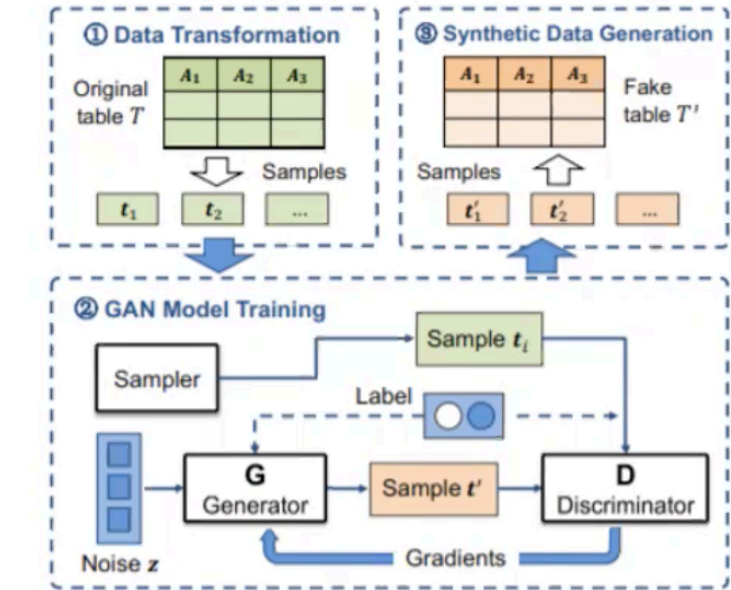 ① Data Transformation
Original
table T
A₁ A₂ A₃
Samples
t₁ t₂ ...
③ Synthetic Data Generation
A₁ A₂ A₃
Fake
table T'
Samples
t'₁ t'₂ ...
② GAN Model Training
Sampler
Sample tᵢ
Label
G
Generator
Sample t'
D
Discriminator
Noise z
Gradients